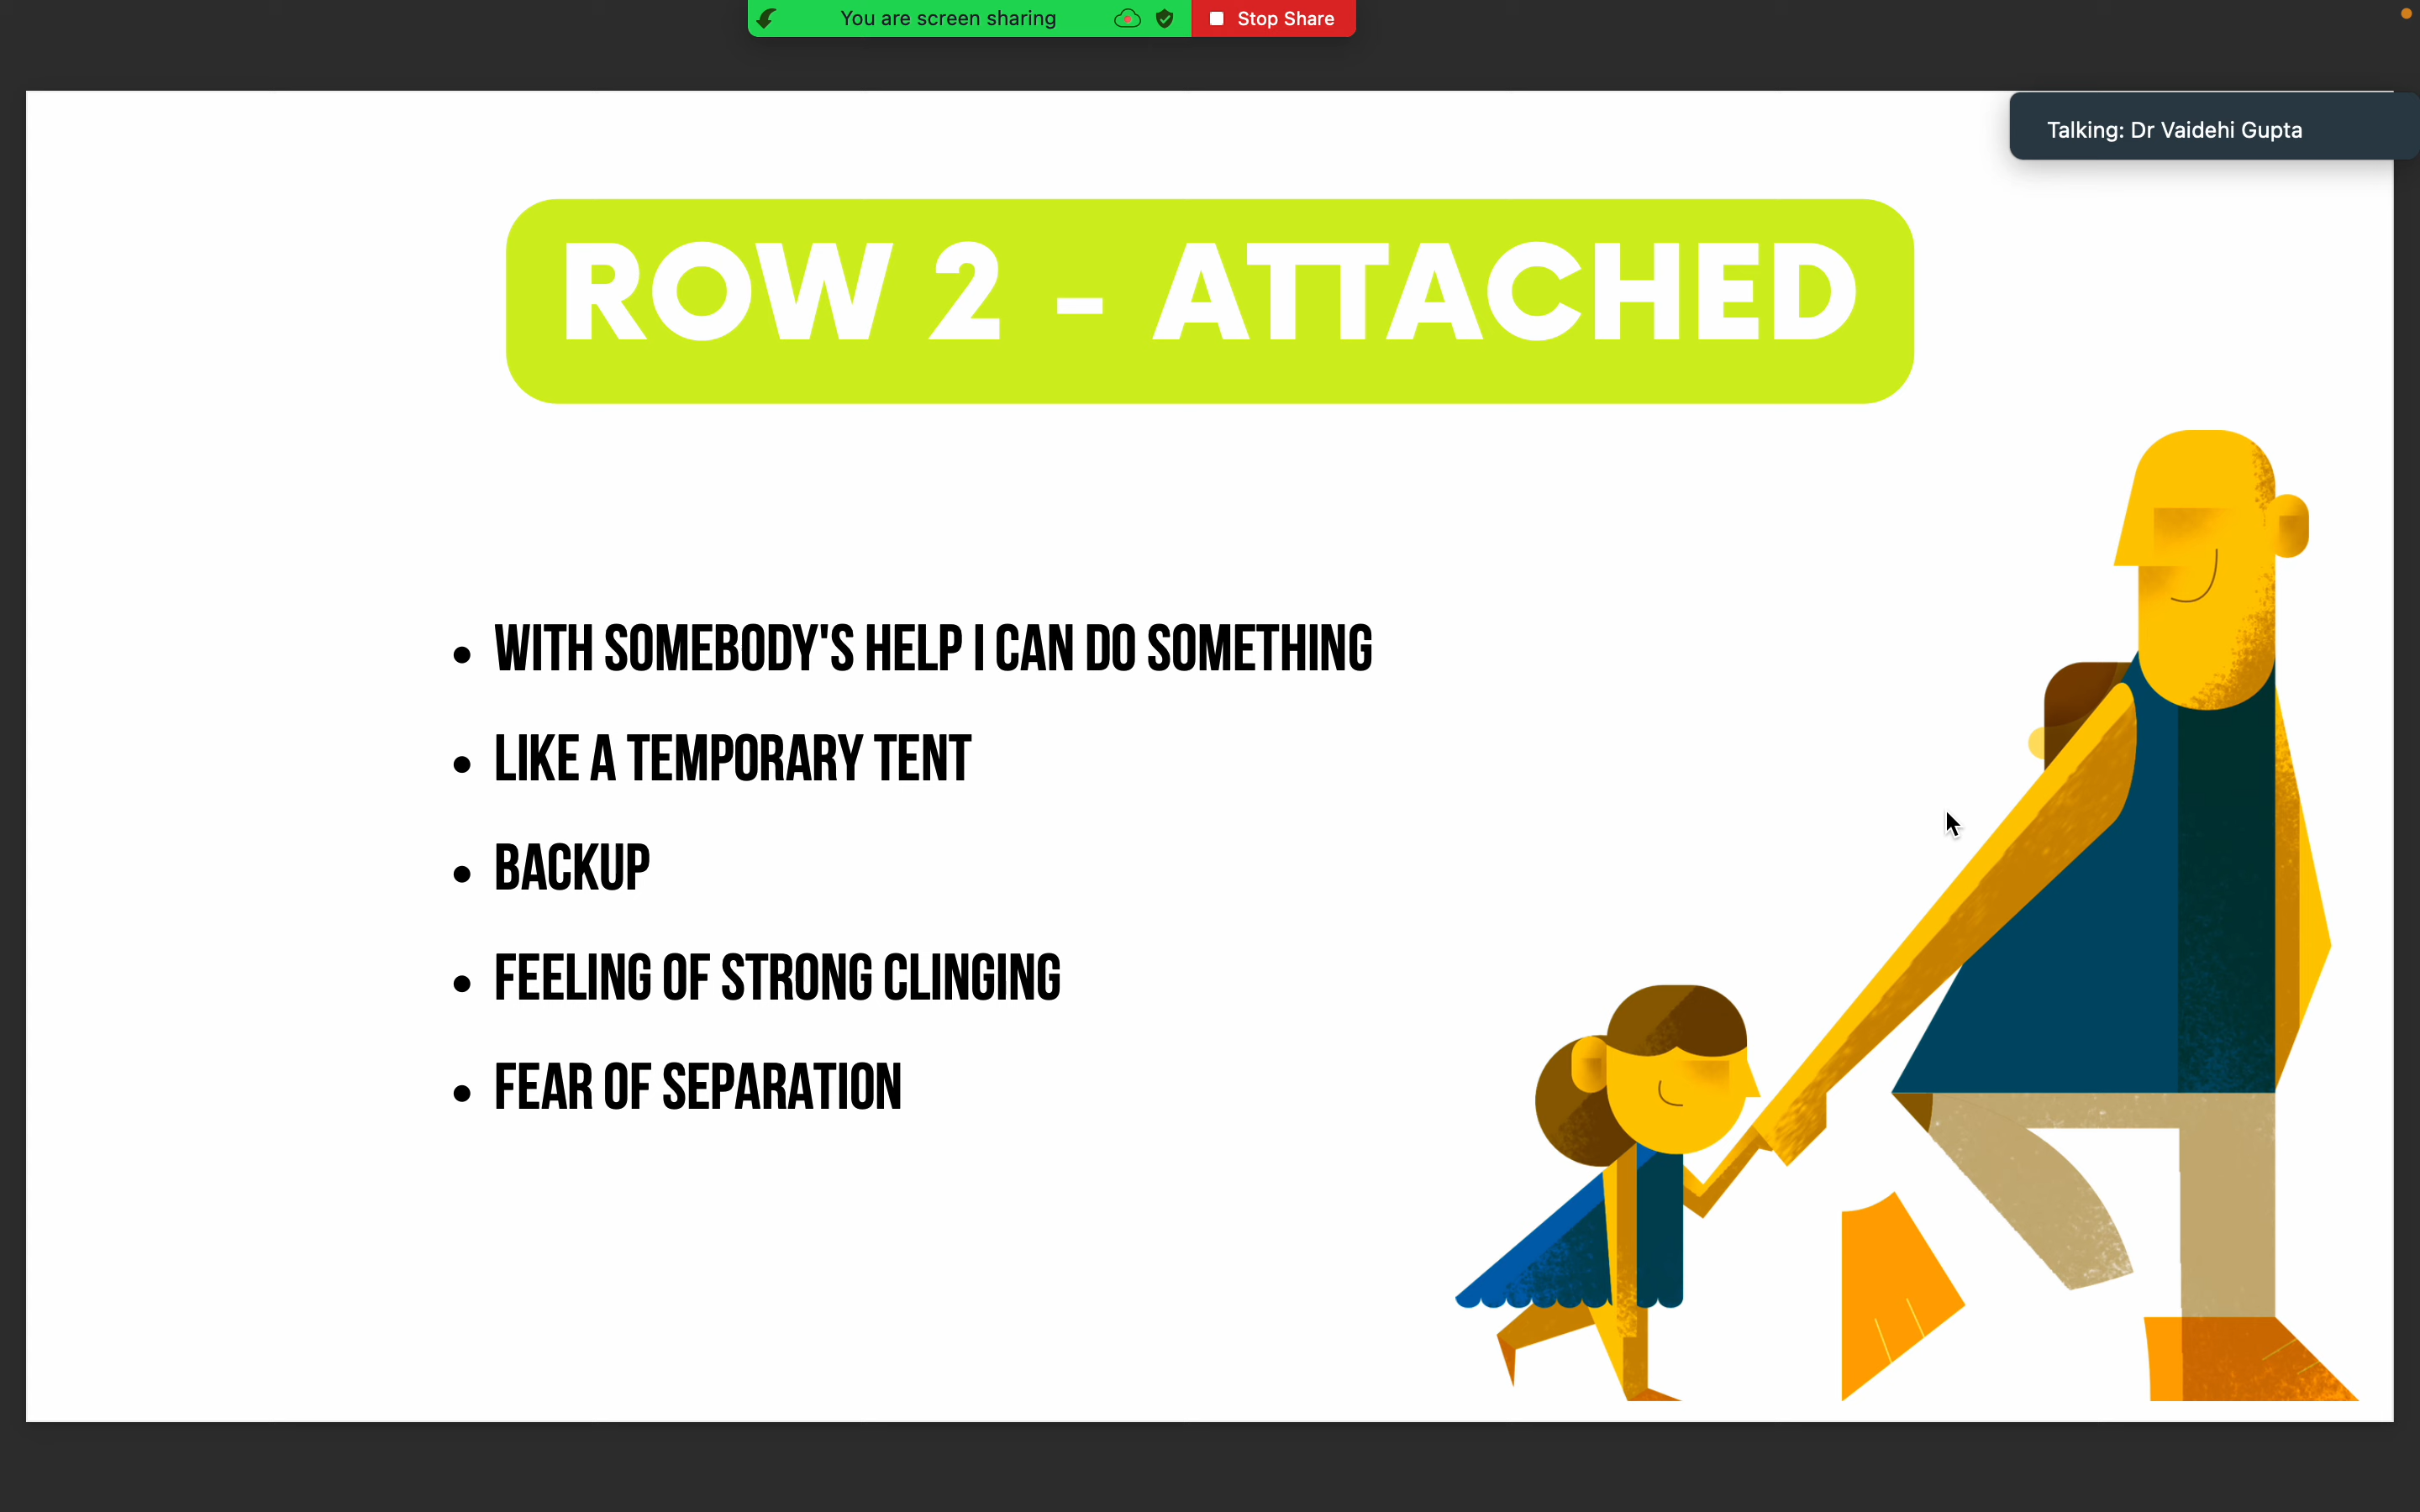 You are screen sharing
Stop Share
Talking: Dr Vaidehi Gupta
ROW 2 - ATTACHED
• WITH SOMEBODY'S HELP I CAN DO SOMETHING
• LIKE A TEMPORARY TENT
• BACKUP
• FEELING OF STRONG CLINGING
• FEAR OF SEPARATION